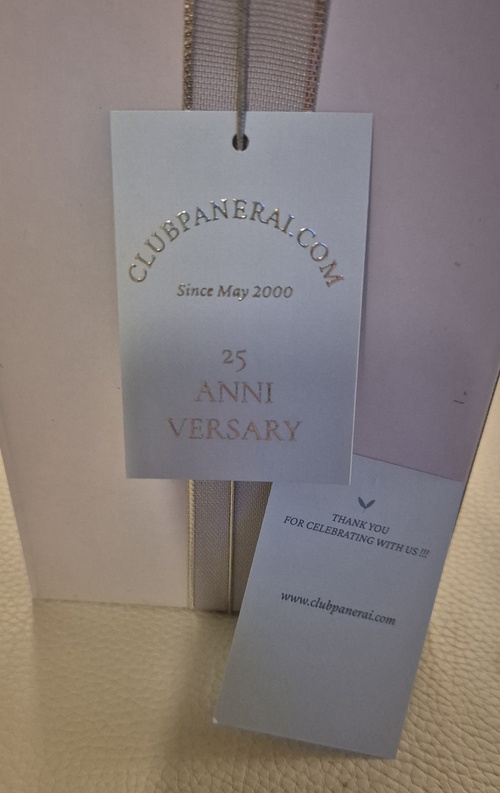 CLUBPANERAI.COM
Since May 2000
25
ANNI
VERSARY
THANK YOU
FOR CELEBRATING WITH US !!!
www.clubpanerai.com